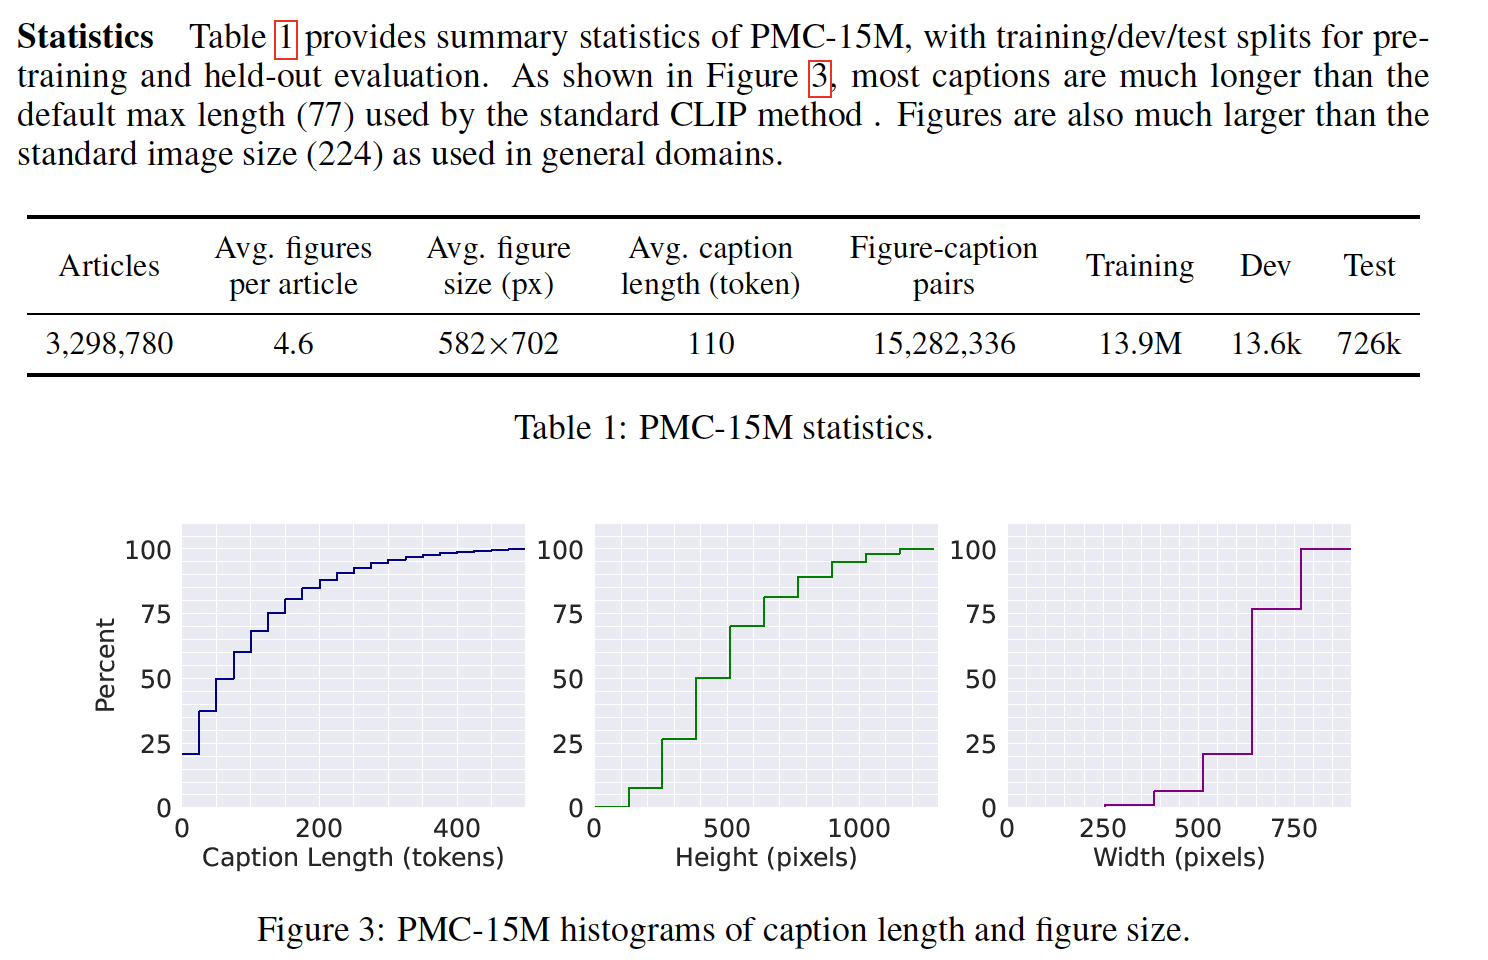 Statistics Table 1 provides summary statistics of PMC-15M, with training/dev/test splits for pre-
training and held-out evaluation. As shown in Figure 3, most captions are much longer than the
default max length (77) used by the standard CLIP method . Figures are also much larger than the
standard image size (224) as used in general domains.
Articles Avg. figures per article Avg. figure size (px) Avg. caption length (token) Figure-caption pairs Training Dev Test
3,298,780 4.6 582×702 110 15,282,336 13.9M 13.6k 726k
Table 1: PMC-15M statistics.
Percent
100
75
50
25
0
0 200 400
Caption Length (tokens)
100
75
50
25
0
0 500 1000
Height (pixels)
100
75
50
25
0
0 250 500 750
Width (pixels)
Figure 3: PMC-15M histograms of caption length and figure size.